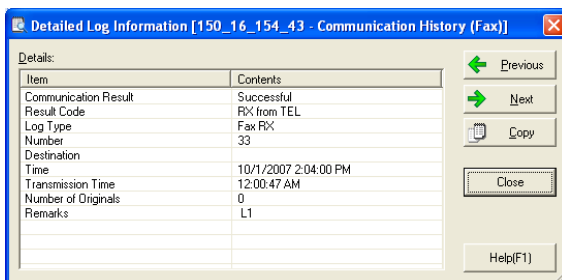 Detailed Log Information [150_16_154_43 - Communication History (Fax)]
Details:
Item Contents
Communication Result Successful
Result Code RX from TEL
Log Type Fax RX
Number 33
Destination
Time 10/1/2007 2:04:00 PM
Transmission Time 12:00:47 AM
Number of Originals 0
Remarks L1
Previous
Next
Copy
Close
Help(F1)